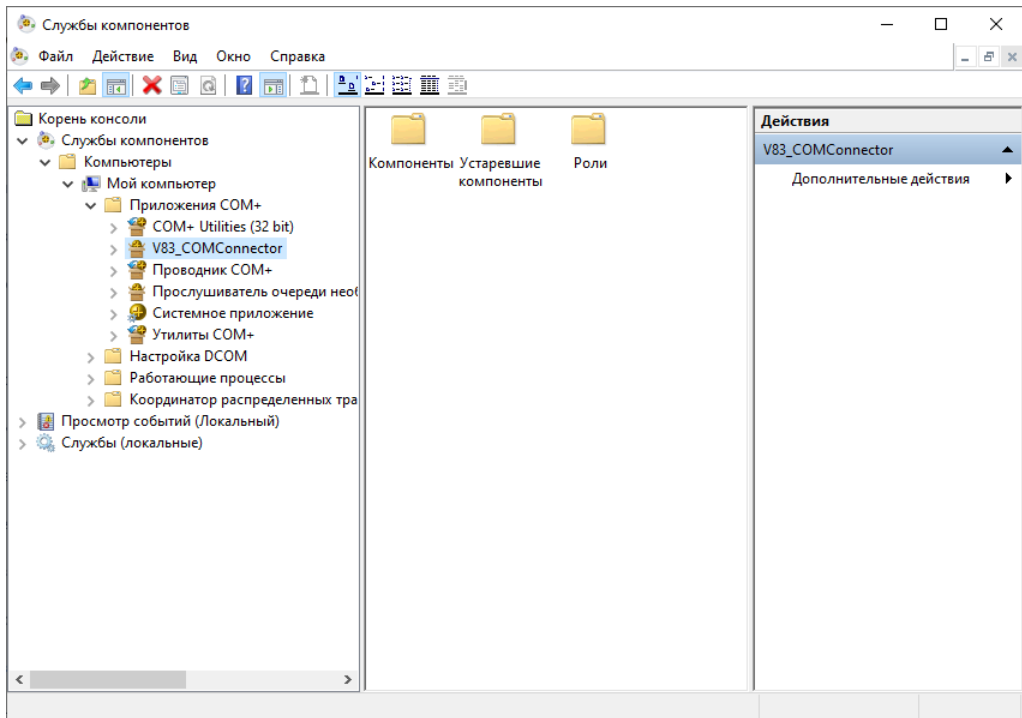 Службы компонентов
Файл Действие Вид Окно Справка
Корень консоли
Службы компонентов
Компьютеры
Мой компьютер
Приложения COM+
COM+ Utilities (32 bit)
V83_COMConnector
Проводник COM+
Прослушиватель очереди необ
Системное приложение
Утилиты COM+
Настройка DCOM
Работающие процессы
Координатор распределенных тра
Просмотр событий (Локальный)
Службы (локальные)
Компоненты
Устаревшие
компоненты
Роли
Действия
V83_COMConnector
Дополнительные действия